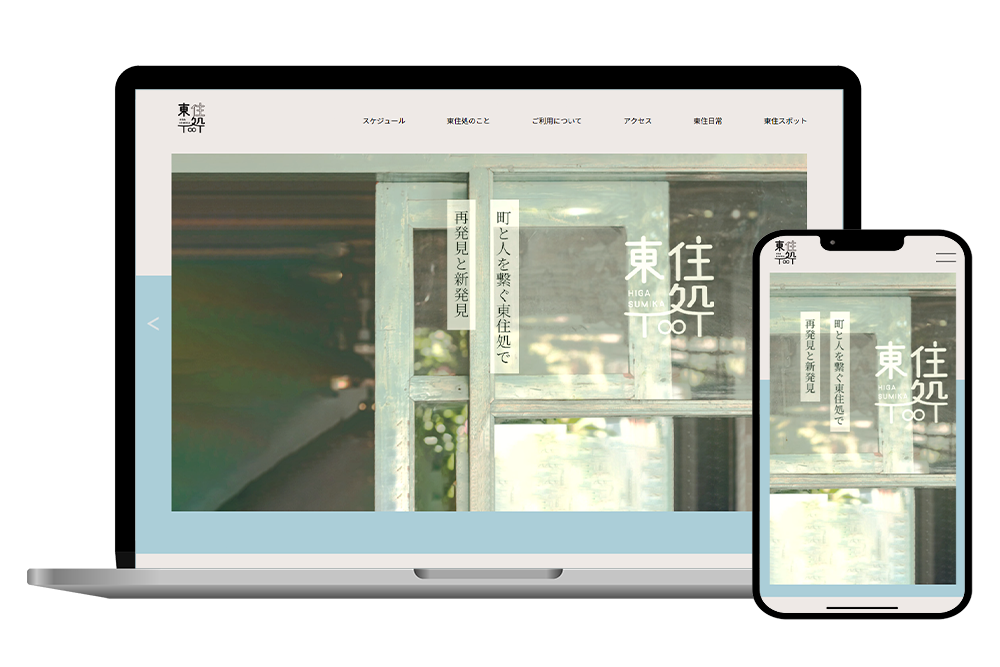 東住処
スケジュール
東住処のこと
ご利用について
アクセス
東住日常
東住スポット
町と人を繋ぐ東住処で
再発見と新発見
東住処
HIGA
SUMIKA
<
東住処
町と人を繋ぐ東住処で
再発見と新発見
東住処
HIGA
SUMIKA